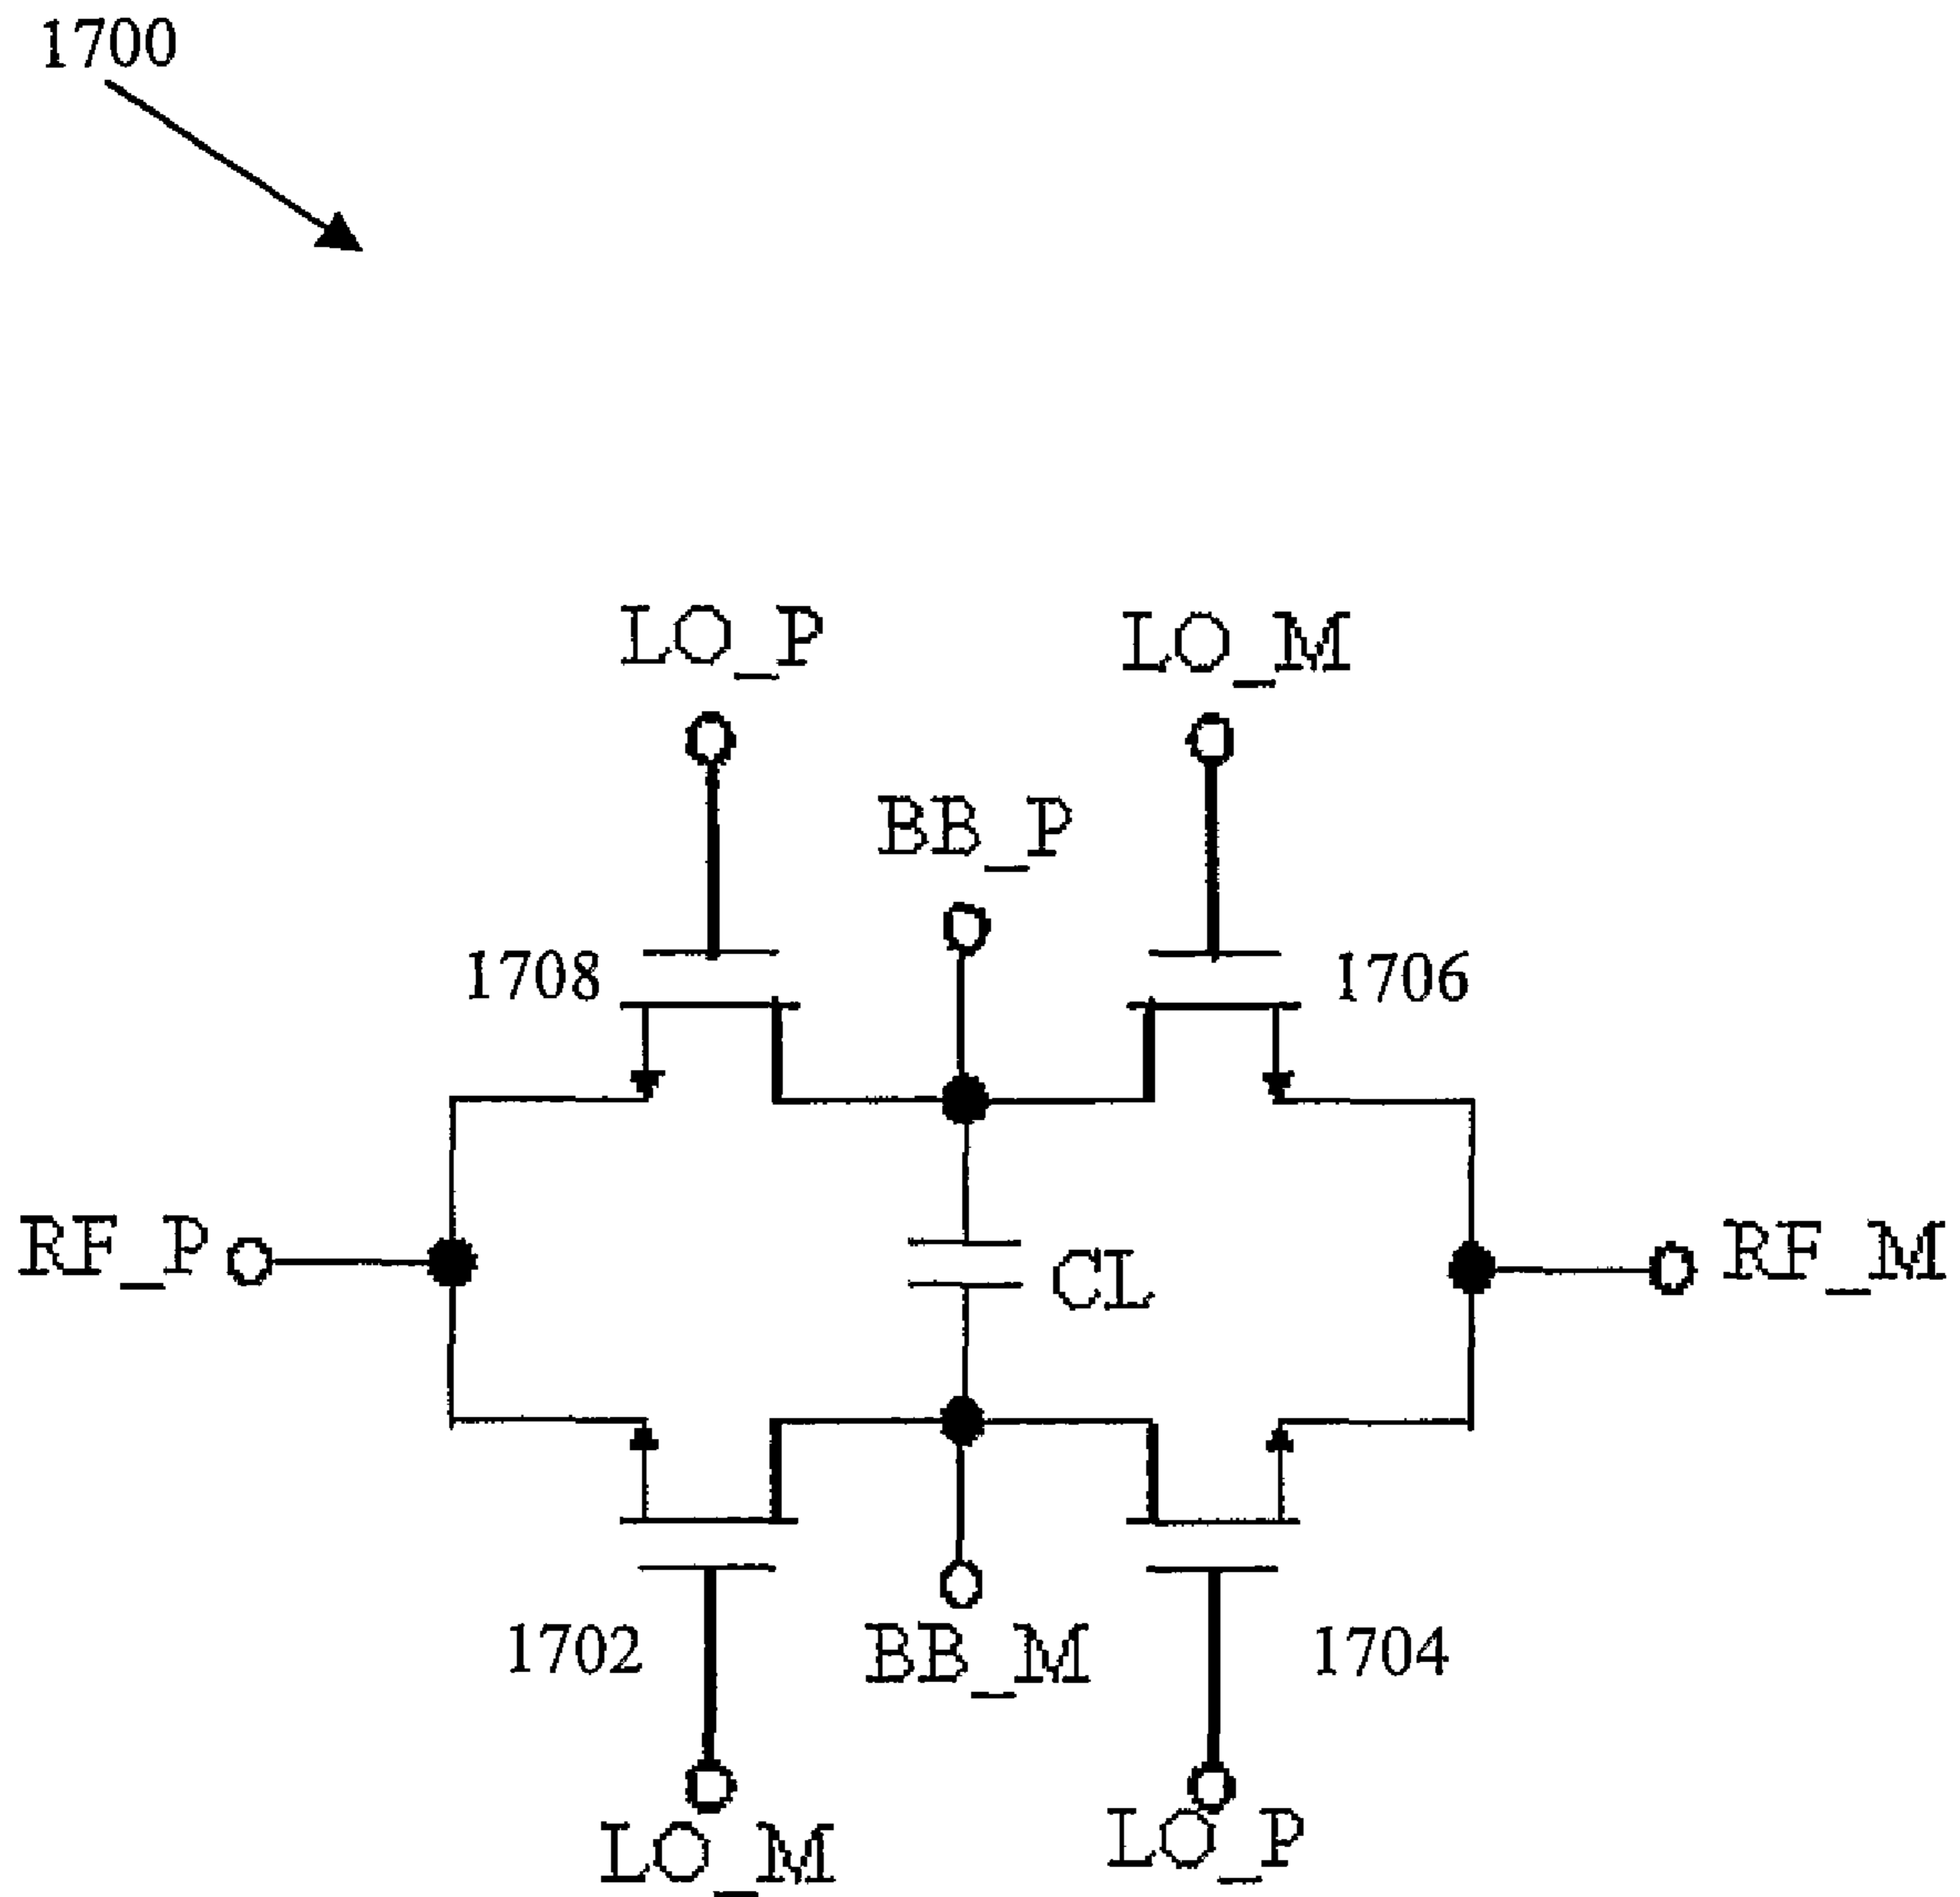 1700
LO_P
LO_M
BB_P
1708
1706
RF_P
CL
RF_M
1702
BB_M
1704
LO_M
LO_P